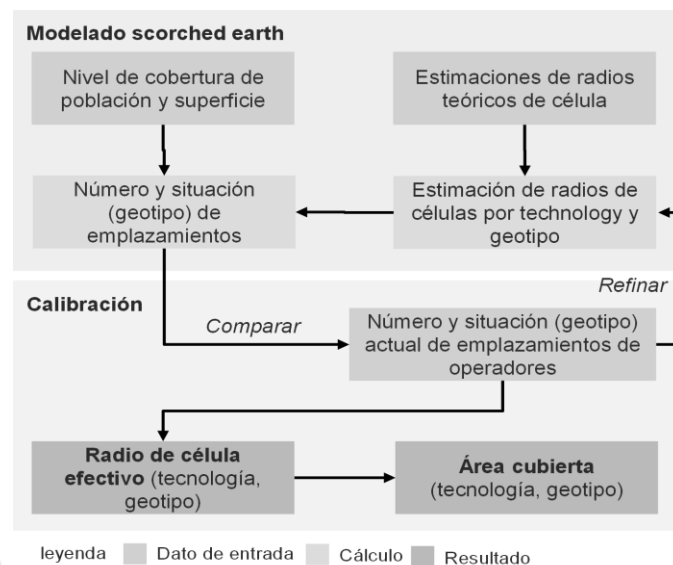 Modelado scorched earth
Nivel de cobertura de
población y superficie
Estimaciones de radios
teóricos de célula
Número y situación
(geotipo) de
emplazamientos
Estimación de radios de
células por technology y
geotipo
Refinar
Calibración
Comparar
Número y situación (geotipo)
actual de emplazamientos de
operadores
Radio de célula
efectivo (tecnología,
geotipo)
Área cubierta
(tecnología, geotipo)
leyenda Dato de entrada Cálculo Resultado